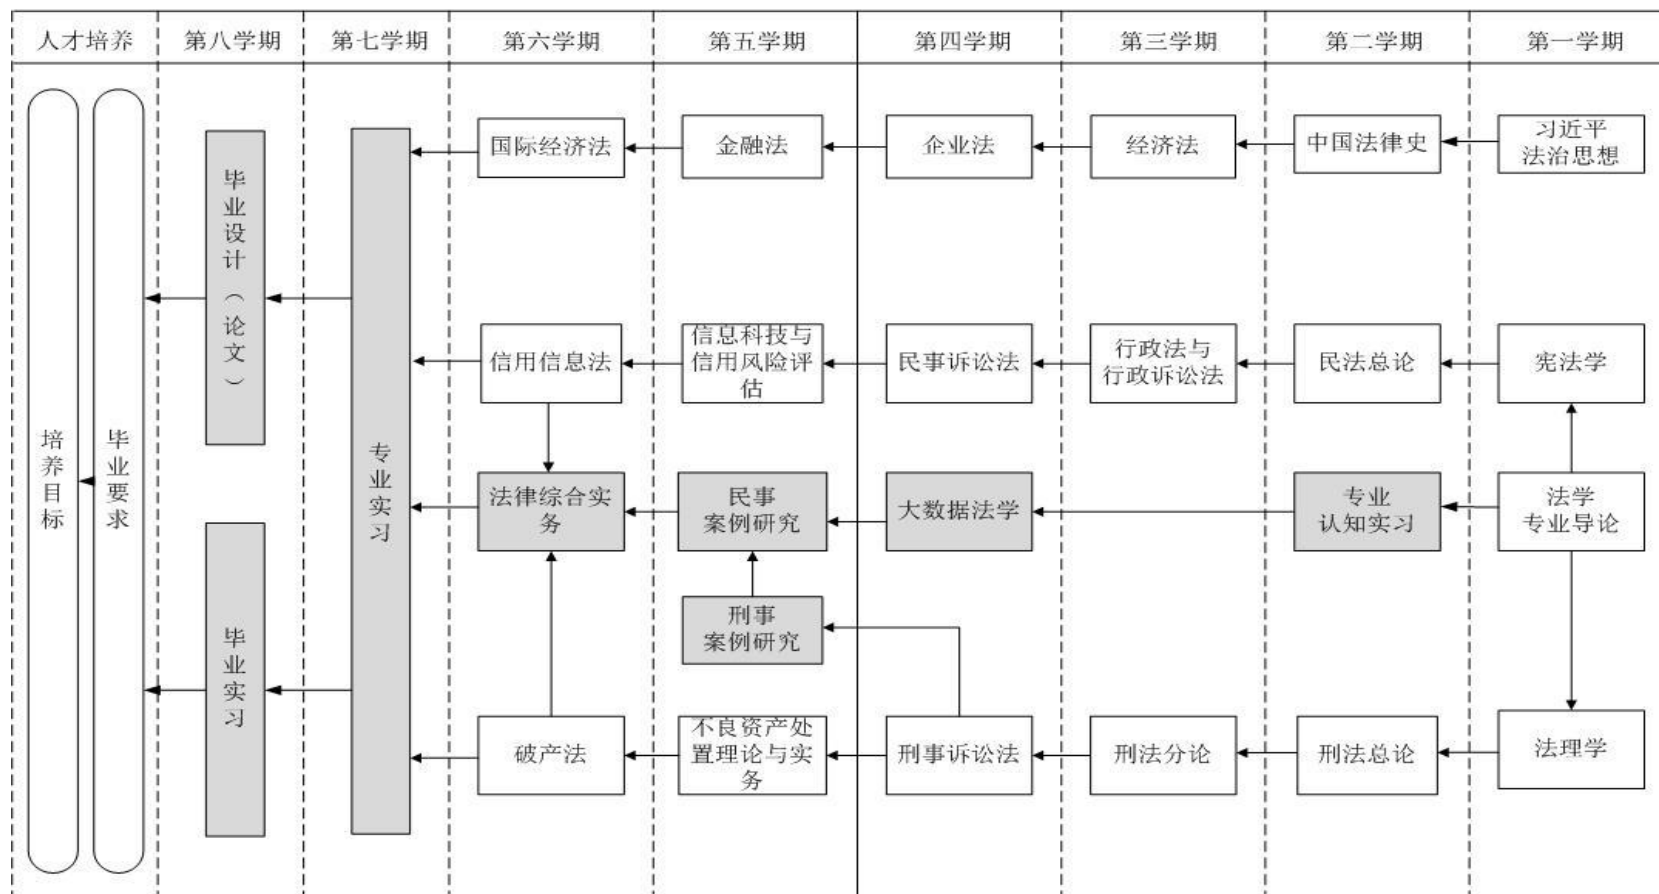 人才培养
第八学期
第七学期
第六学期
第五学期
第四学期
第三学期
第二学期
第一学期
国际经济法
金融法
企业法
经济法
中国法律史
习近平
法治思想
毕业设计（论文）
信用信息法
信息科技与
信用风险评
估
民事诉讼法
行政法与
行政诉讼法
民法总论
宪法学
培养目标
毕业要求
专业实习
法律综合实
务
民事
案例研究
大数据法学
专业
认知实习
法学
专业导论
刑事
案例研究
毕业实习
破产法
不良资产处
置理论与实
务
刑事诉讼法
刑法分论
刑法总论
法理学